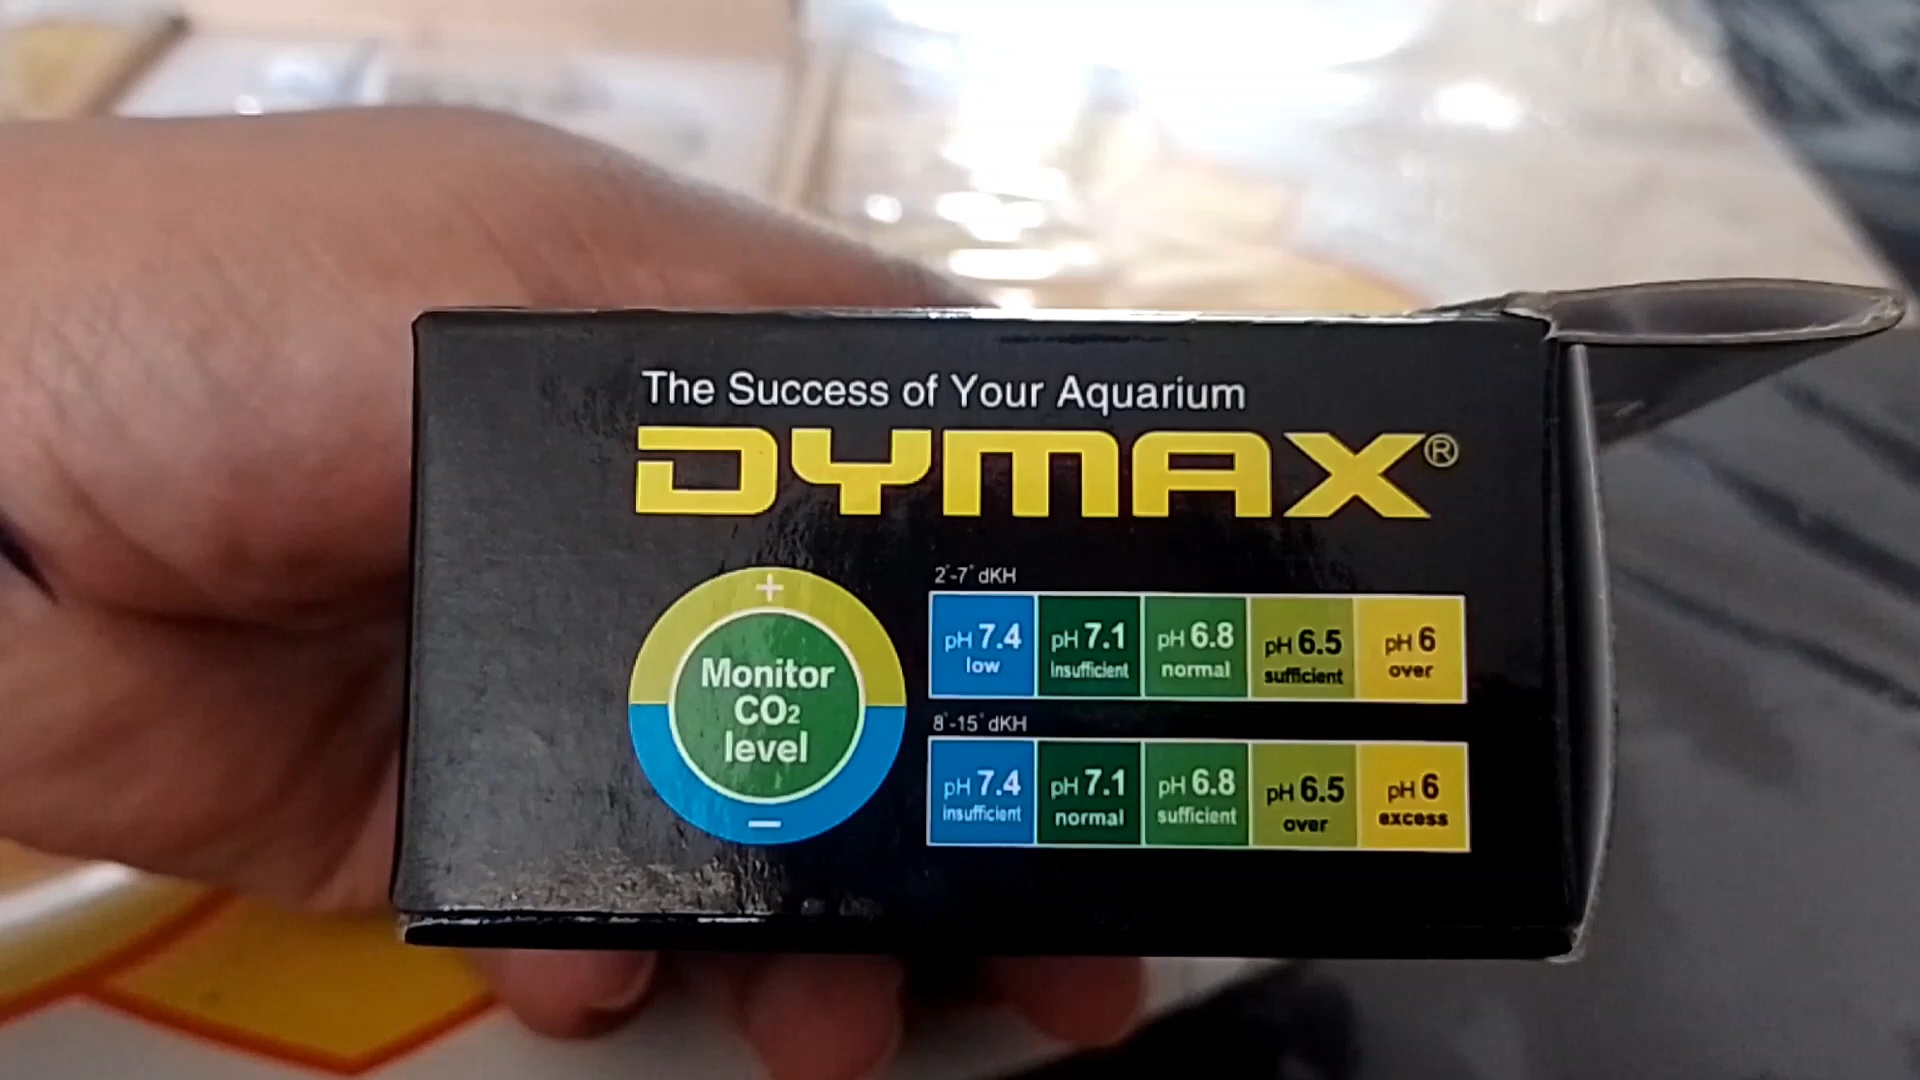 The Success of Your Aquarium
DYMAX®
+
Monitor
CO₂
level
−
2°-7° dKH
pH 7.4
low
pH 7.1
insufficient
pH 6.8
normal
pH 6.5
sufficient
pH 6
over
8°-15° dKH
pH 7.4
insufficient
pH 7.1
normal
pH 6.8
sufficient
pH 6.5
over
pH 6
excess